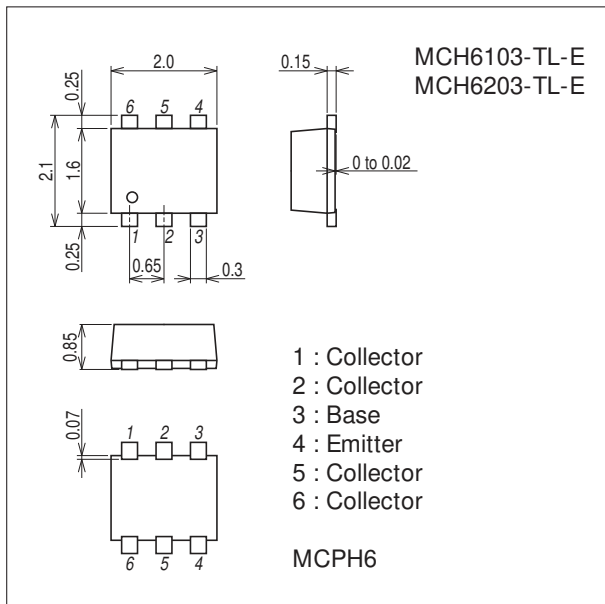 MCH6103-TL-E
MCH6203-TL-E
2.0
0.15
0.25
6 5 4
2.1
1.6
0 to 0.02
0.25
1 2 3
0.65
0.3
0.85
1 : Collector
2 : Collector
3 : Base
4 : Emitter
5 : Collector
6 : Collector
0.07
1 2 3
6 5 4
MCPH6